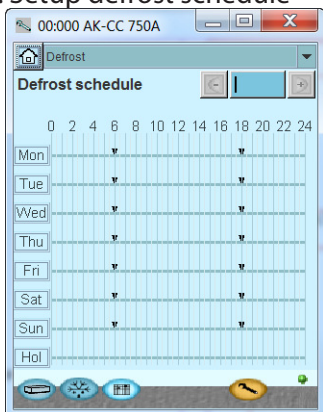 Setup defrost schedule
00:000 AK-CC 750A
Defrost
Defrost schedule
0 2 4 6 8 10 12 14 16 18 20 22 24
Mon
Tue
Wed
Thu
Fri
Sat
Sun
Hol